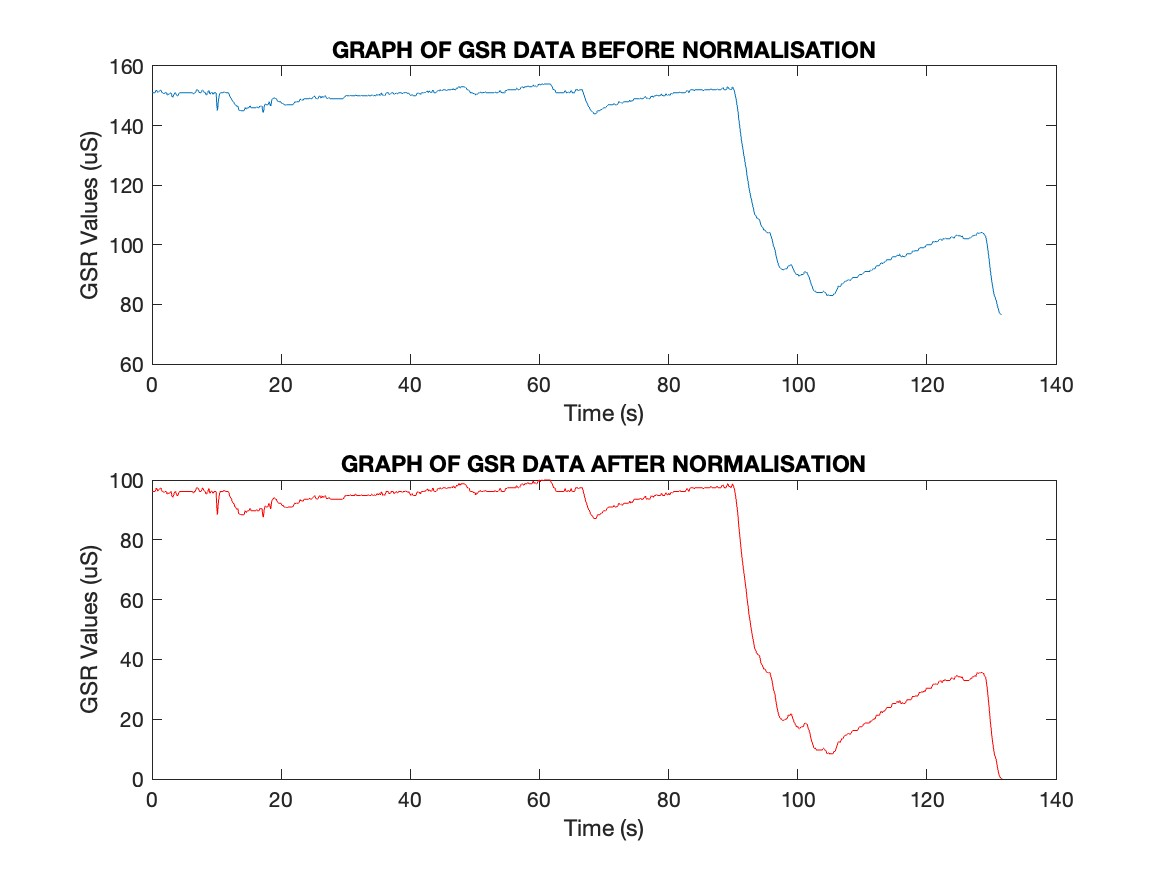 GRAPH OF GSR DATA BEFORE NORMALISATION
160
140
120
100
80
60
GSR Values (uS)
0 20 40 60 80 100 120 140
Time (s)
GRAPH OF GSR DATA AFTER NORMALISATION
100
80
60
40
20
0
GSR Values (uS)
0 20 40 60 80 100 120 140
Time (s)